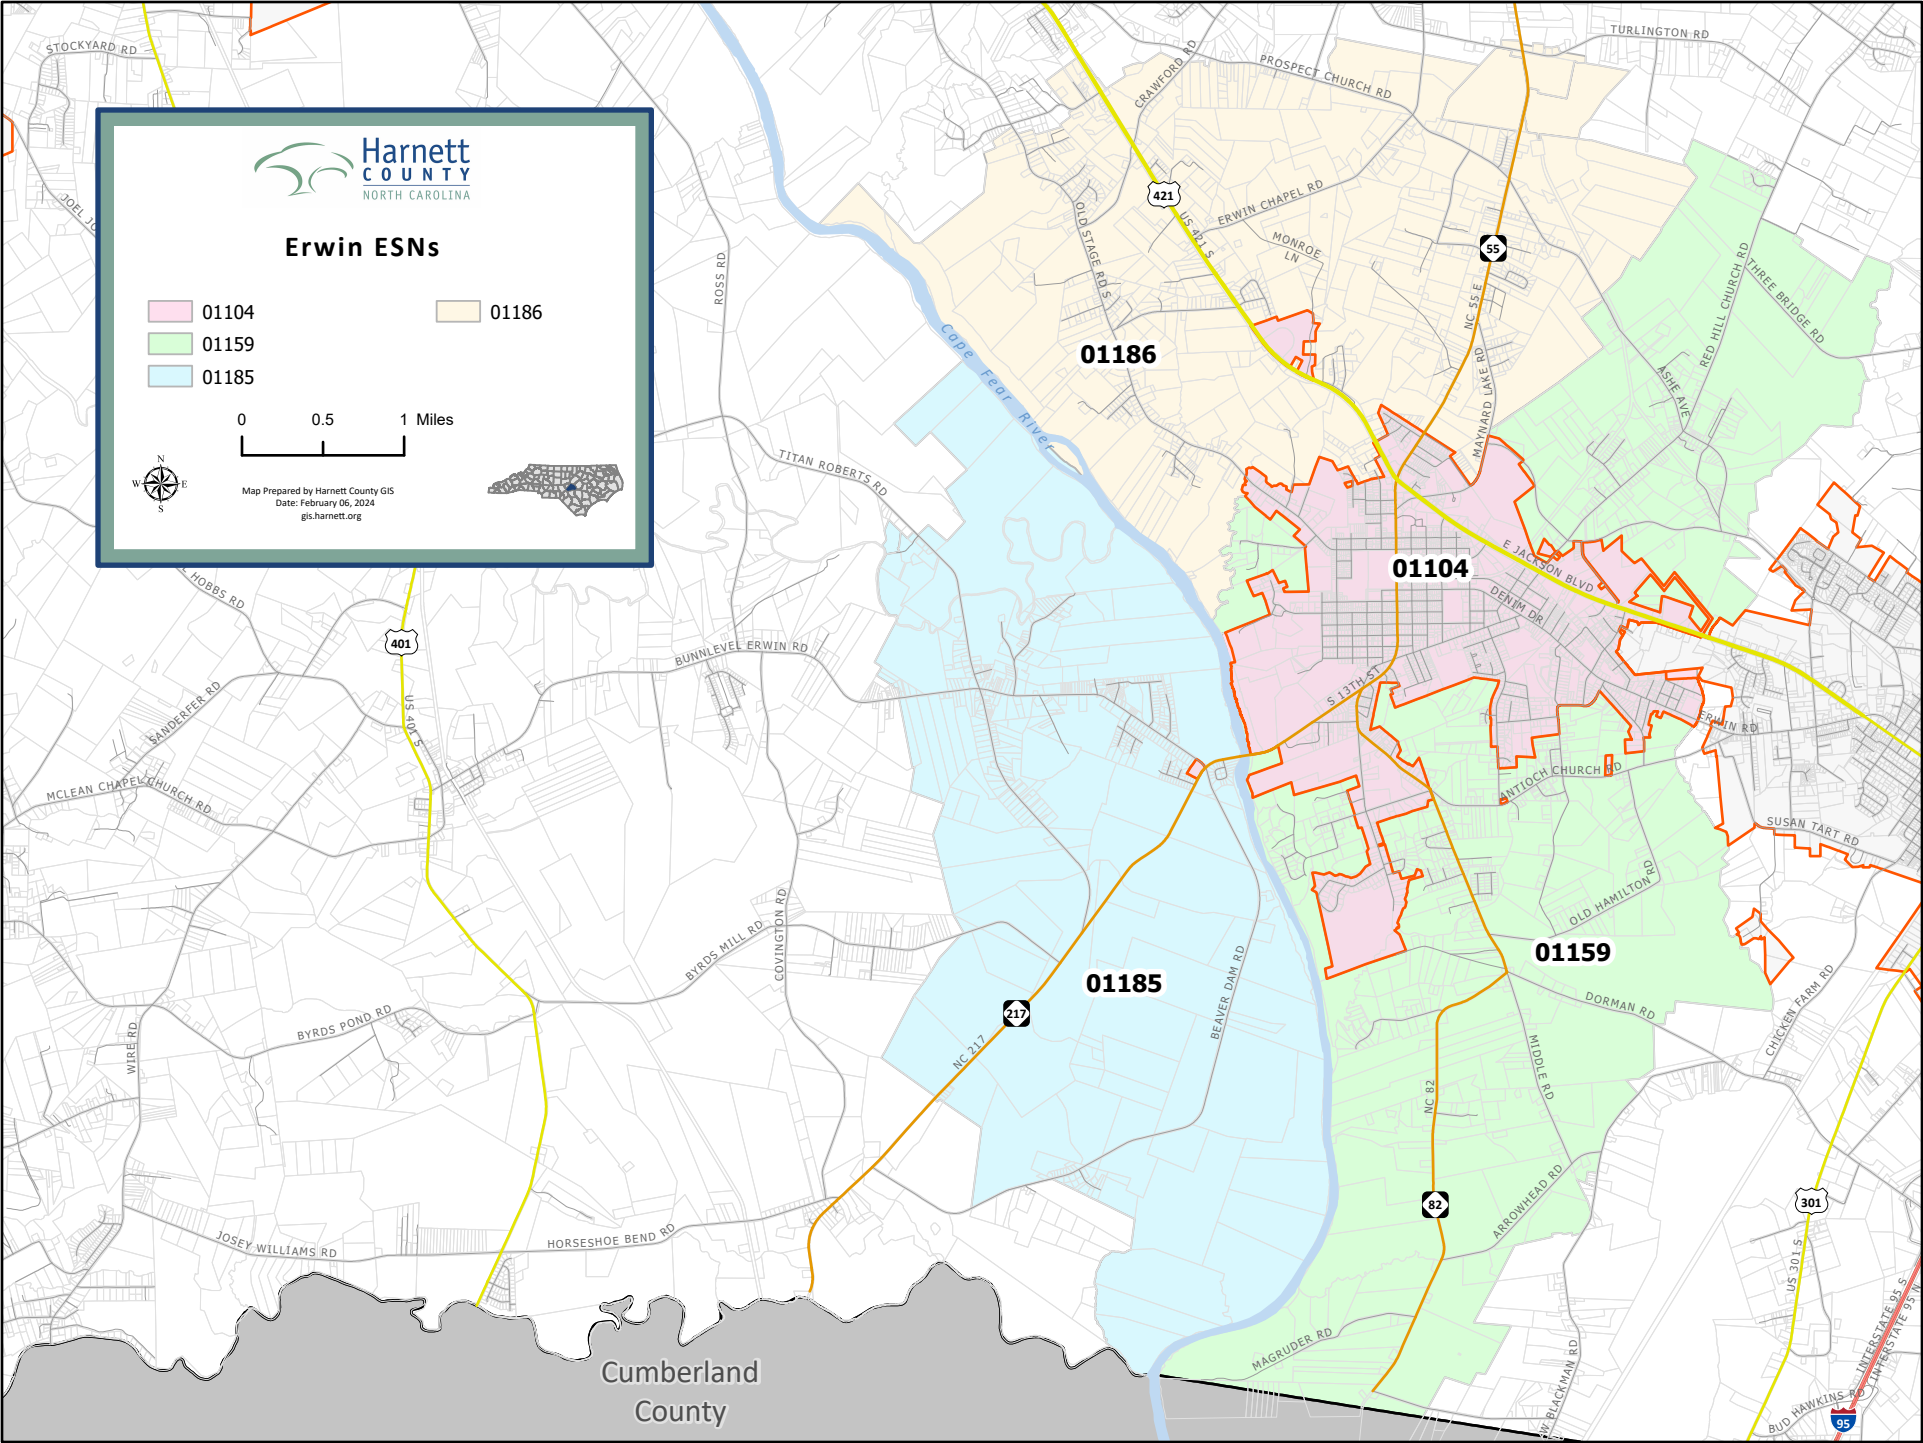 STOCKYARD RD
TURLINGTON RD
CRAWFORD RD
PROSPECT CHURCH RD
Harnett
COUNTY
NORTH CAROLINA
Erwin ESNs
01104
01186
01159
01185
0 0.5 1 Miles
N
W E
S
Map Prepared by Harnett County GIS
Date: February 06, 2024
gis.harnett.org
421
US 421 S
ERWIN CHAPEL RD
MONROE
LN
OLD STAGE RD S
55
NC 55 E
MAYNARD LAKE RD
RED HILL CHURCH RD
THREE BRIDGE RD
ASHE AVE
ROSS RD
Cape Fear River
01186
TITAN ROBERTS RD
01104
E JACKSON BLVD
DENIM DR
HOBBS RD
401
US 401 S
BUNNLEVEL ERWIN RD
SANDERFER RD
S 13TH ST
ERWIN RD
MCLEAN CHAPEL CHURCH RD
ANTIOCH CHURCH RD
SUSAN TART RD
OLD HAMILTON RD
BYRDS MILL RD
COVINGTON RD
01159
01185
BEAVER DAM RD
217
NC 217
DORMAN RD
CHICKEN FARM RD
BYRDS POND RD
WIRE RD
MIDDLE RD
NC 82
82
ARROWHEAD RD
301
US 301 S
JOSEY WILLIAMS RD
HORSESHOE BEND RD
MAGRUDER RD
W BLACKMAN RD
INTERSTATE 95 S
INTERSTATE 95 N
BUD HAWKINS RD
95
Cumberland
County